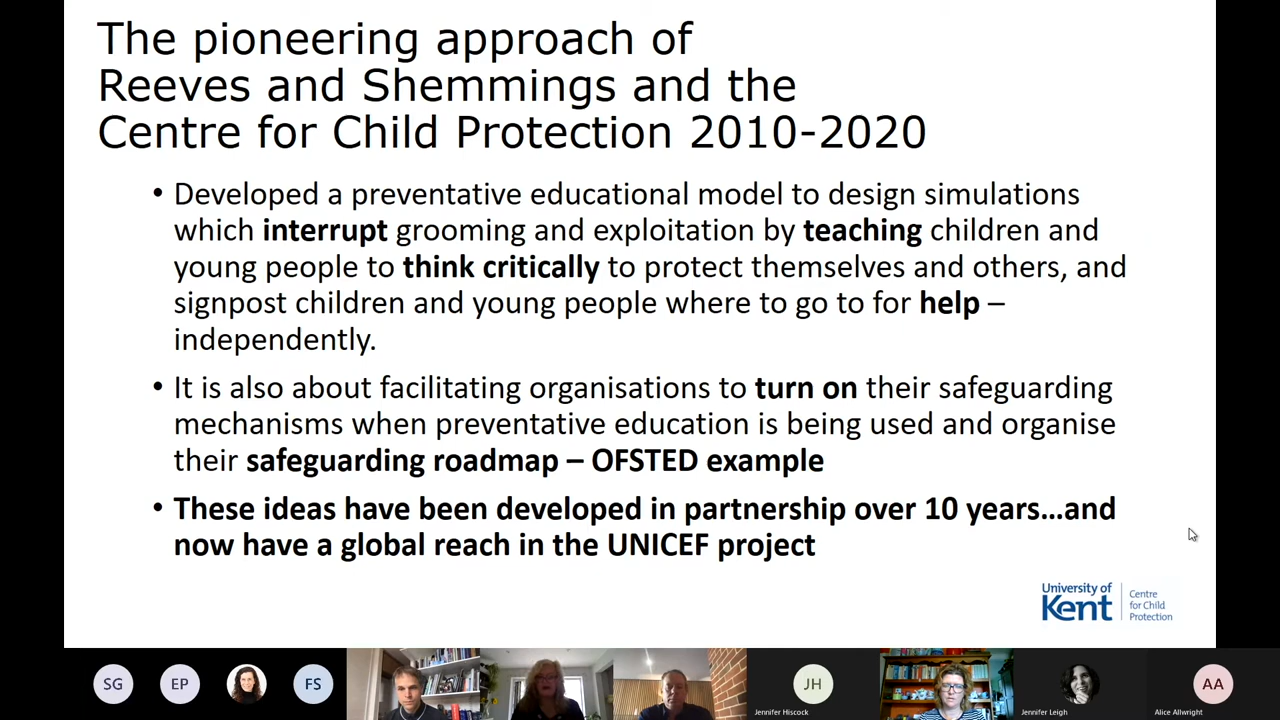 The pioneering approach of
Reeves and Shemmings and the
Centre for Child Protection 2010-2020
• Developed a preventative educational model to design simulations
which interrupt grooming and exploitation by teaching children and
young people to think critically to protect themselves and others, and
signpost children and young people where to go to for help –
independently.
• It is also about facilitating organisations to turn on their safeguarding
mechanisms when preventative education is being used and organise
their safeguarding roadmap – OFSTED example
• These ideas have been developed in partnership over 10 years...and
now have a global reach in the UNICEF project
University of
Kent
Centre
for Child
Protection
SG
EP
FS
JH
AA
Jennifer Hiscock
Jennifer Leigh
Alice Allwright